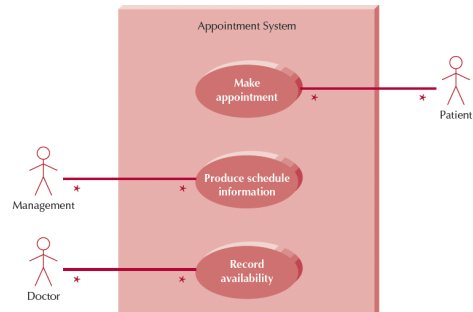 Appointment System
Make
appointment
*
*
Patient
Produce schedule
information
Management
*
*
Record
availability
Doctor
*
*